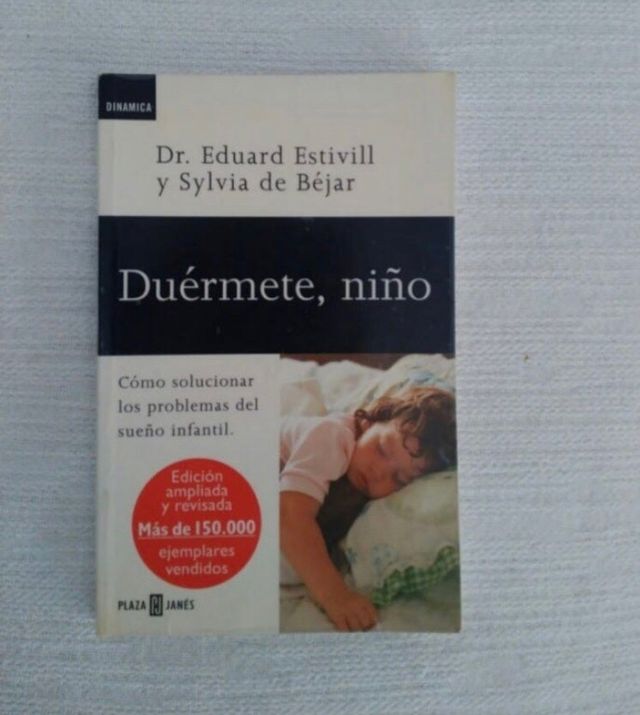 DINAMICA
Dr. Eduard Estivill
y Sylvia de Béjar
Duérmete, niño
Cómo solucionar
los problemas del
sueño infantil.
Edición
ampliada
y revisada
Más de 150.000
ejemplares
vendidos
PLAZA PJ JANÉS